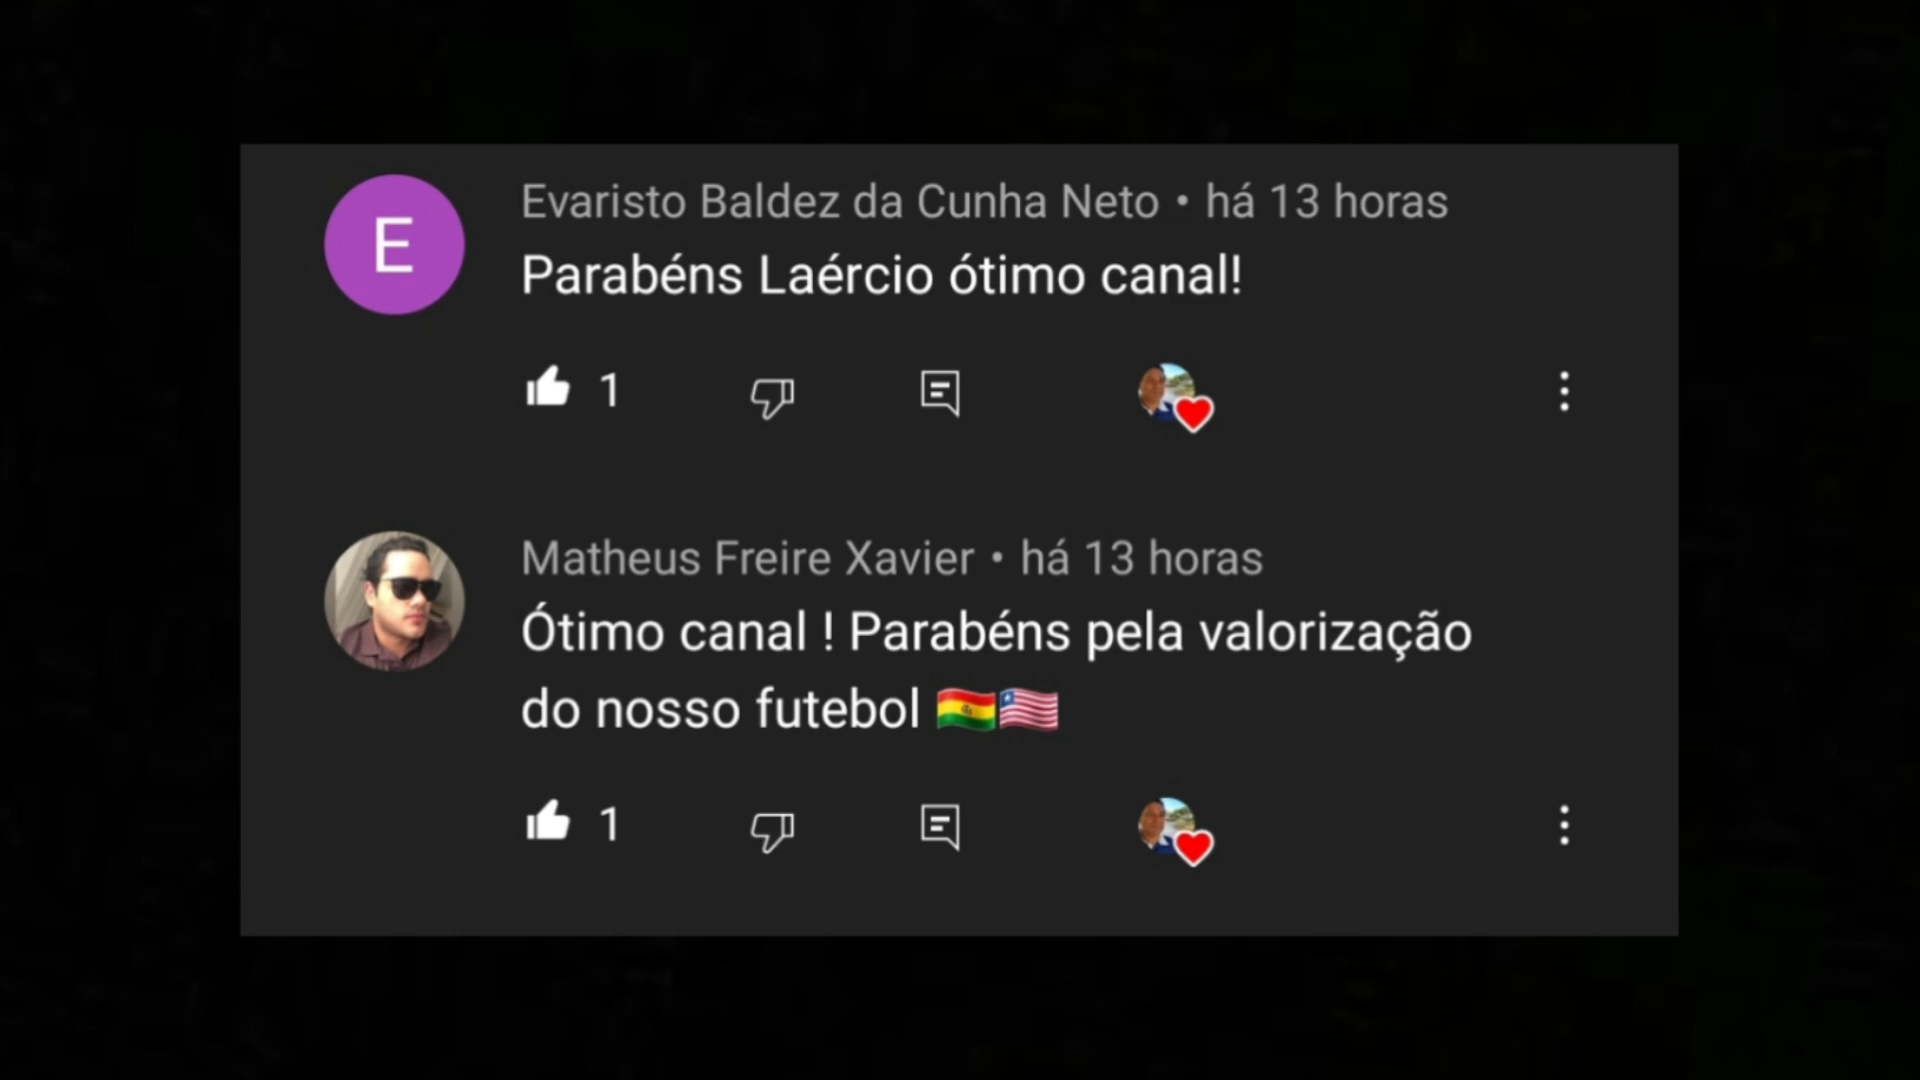 E
Evaristo Baldez da Cunha Neto • há 13 horas
Parabéns Laércio ótimo canal!
1
Matheus Freire Xavier • há 13 horas
Ótimo canal ! Parabéns pela valorização
do nosso futebol 🇧🇴🇱🇷
1